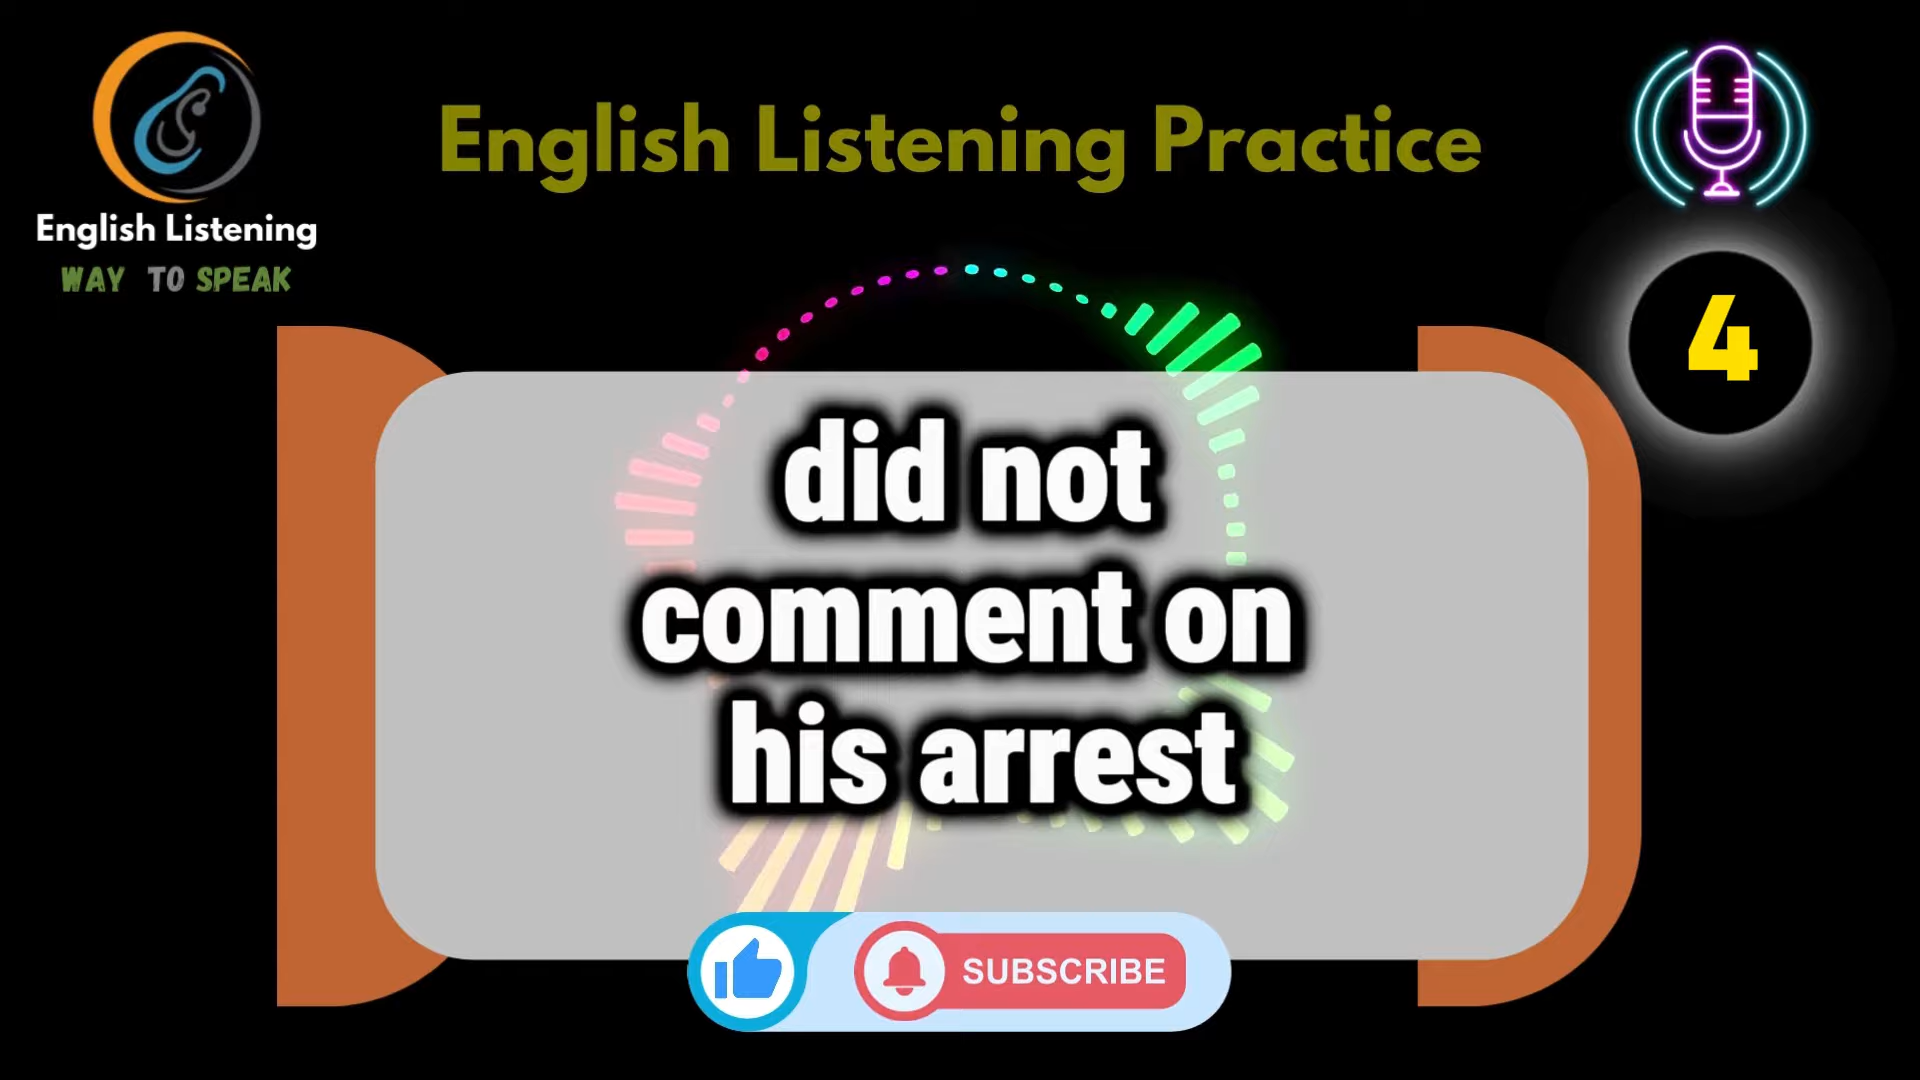 English Listening Practice
English Listening
WAY TO SPEAK
4
did not
comment on
his arrest
SUBSCRIBE